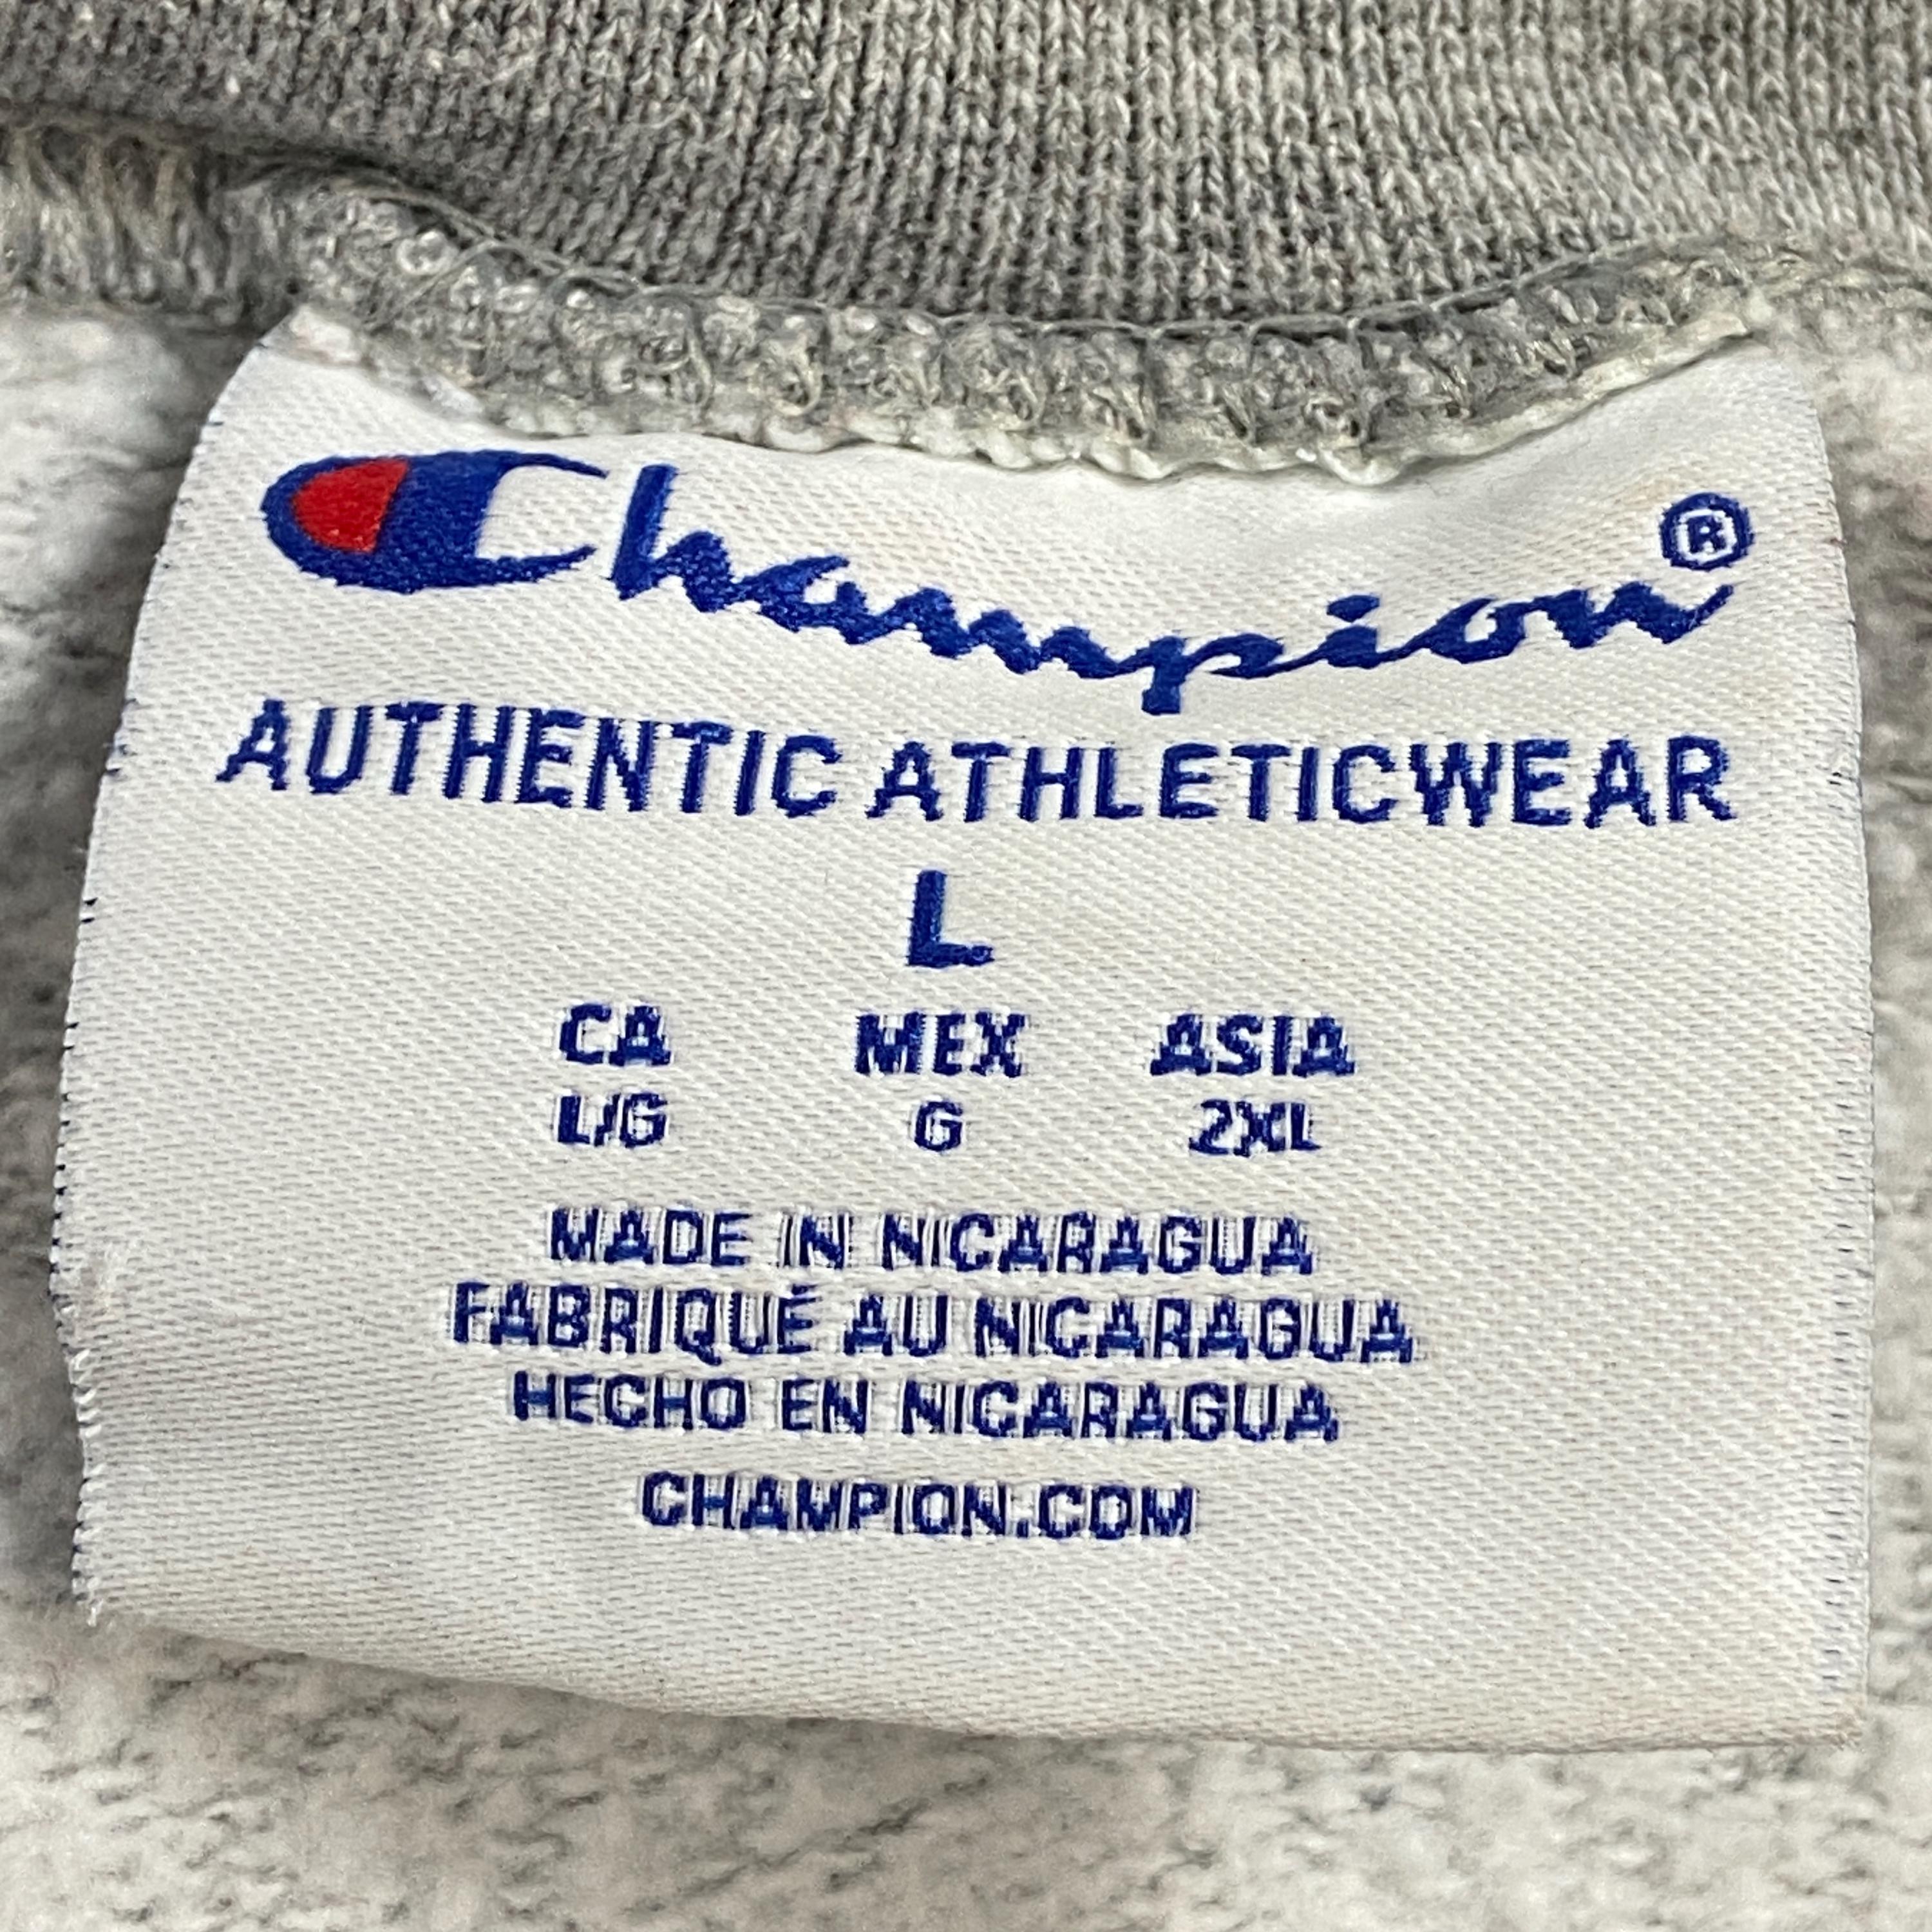 Champion®
AUTHENTIC ATHLETICWEAR
L
CA MEX ASIA
L/G G 2XL
MADE IN NICARAGUA
FABRIQUÉ AU NICARAGUA
HECHO EN NICARAGUA
CHAMPION.COM